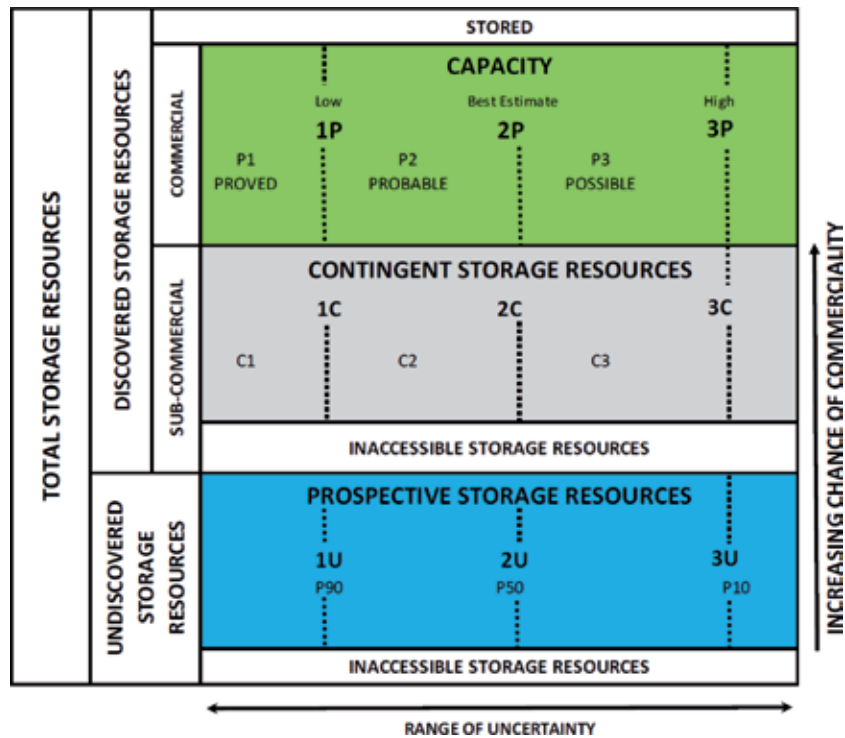 STORED
CAPACITY
Low
Best Estimate
High
1P
2P
3P
P1
PROVED
P2
PROBABLE
P3
POSSIBLE
CONTINGENT STORAGE RESOURCES
1C
2C
3C
C1
C2
C3
INACCESSIBLE STORAGE RESOURCES
PROSPECTIVE STORAGE RESOURCES
1U
2U
3U
P90
P50
P10
INACCESSIBLE STORAGE RESOURCES
TOTAL STORAGE RESOURCES
DISCOVERED STORAGE RESOURCES
COMMERCIAL
SUB-COMMERCIAL
UNDISCOVERED
STORAGE
RESOURCES
INCREASING CHANCE OF COMMERCIALITY
RANGE OF UNCERTAINTY